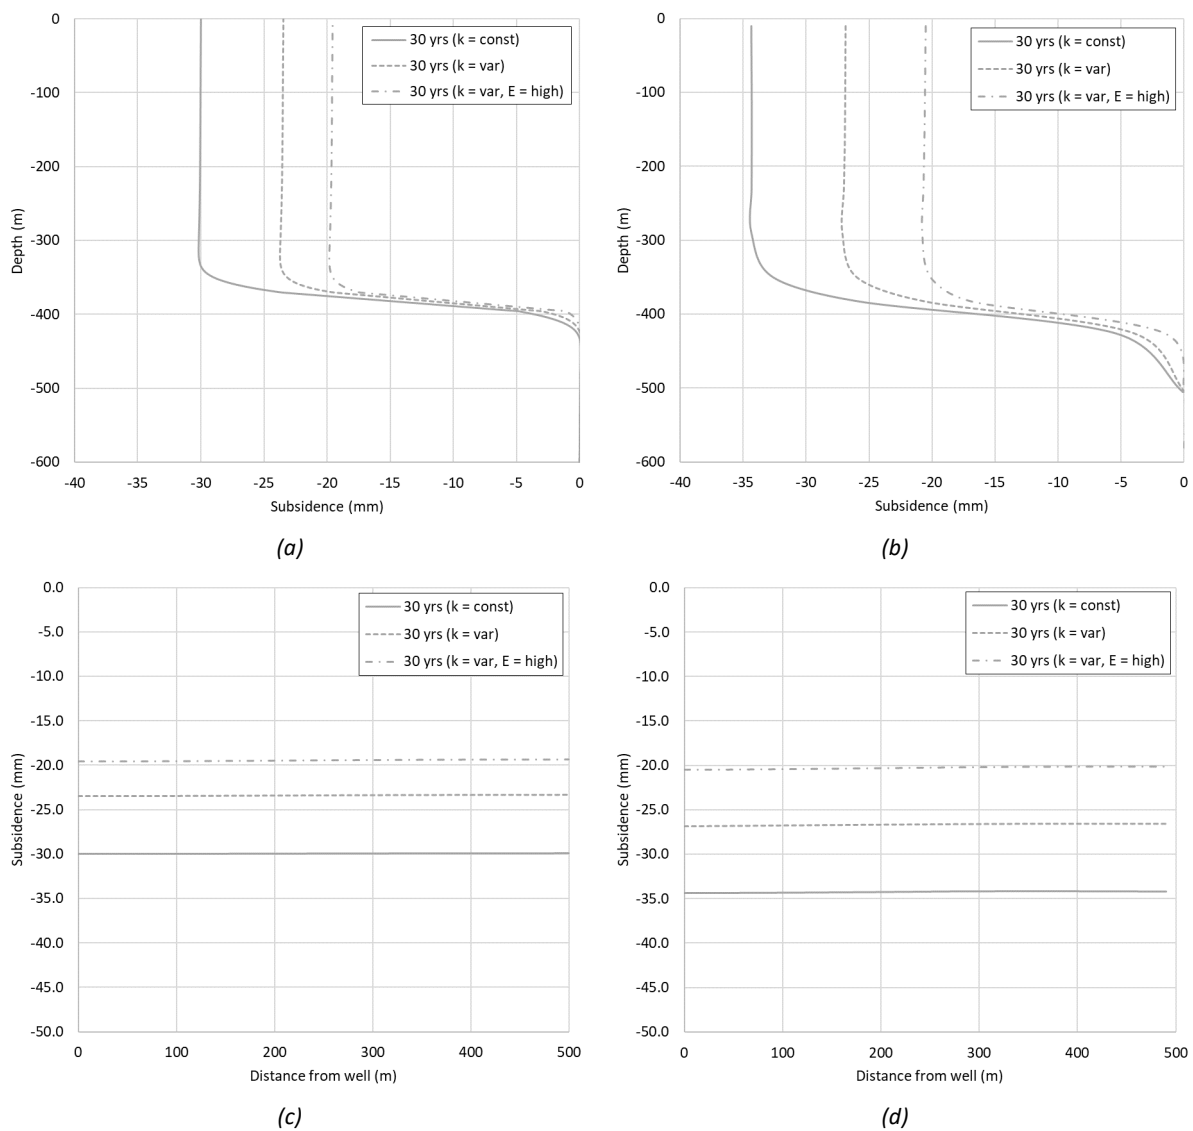 0
-100
-200
-300
-400
-500
-600
Depth (m)
-40 -35 -30 -25 -20 -15 -10 -5 0
Subsidence (mm)
30 yrs (k = const)
30 yrs (k = var)
30 yrs (k = var, E = high)
(a)
0
-100
-200
-300
-400
-500
-600
Depth (m)
-40 -35 -30 -25 -20 -15 -10 -5 0
Subsidence (mm)
30 yrs (k = const)
30 yrs (k = var)
30 yrs (k = var, E = high)
(b)
0.0
-5.0
-10.0
-15.0
-20.0
-25.0
-30.0
-35.0
-40.0
-45.0
-50.0
Subsidence (mm)
0 100 200 300 400 500
Distance from well (m)
30 yrs (k = const)
30 yrs (k = var)
30 yrs (k = var, E = high)
(c)
0.0
-5.0
-10.0
-15.0
-20.0
-25.0
-30.0
-35.0
-40.0
-45.0
-50.0
Subsidence (mm)
0 100 200 300 400 500
Distance from well (m)
30 yrs (k = const)
30 yrs (k = var)
30 yrs (k = var, E = high)
(d)